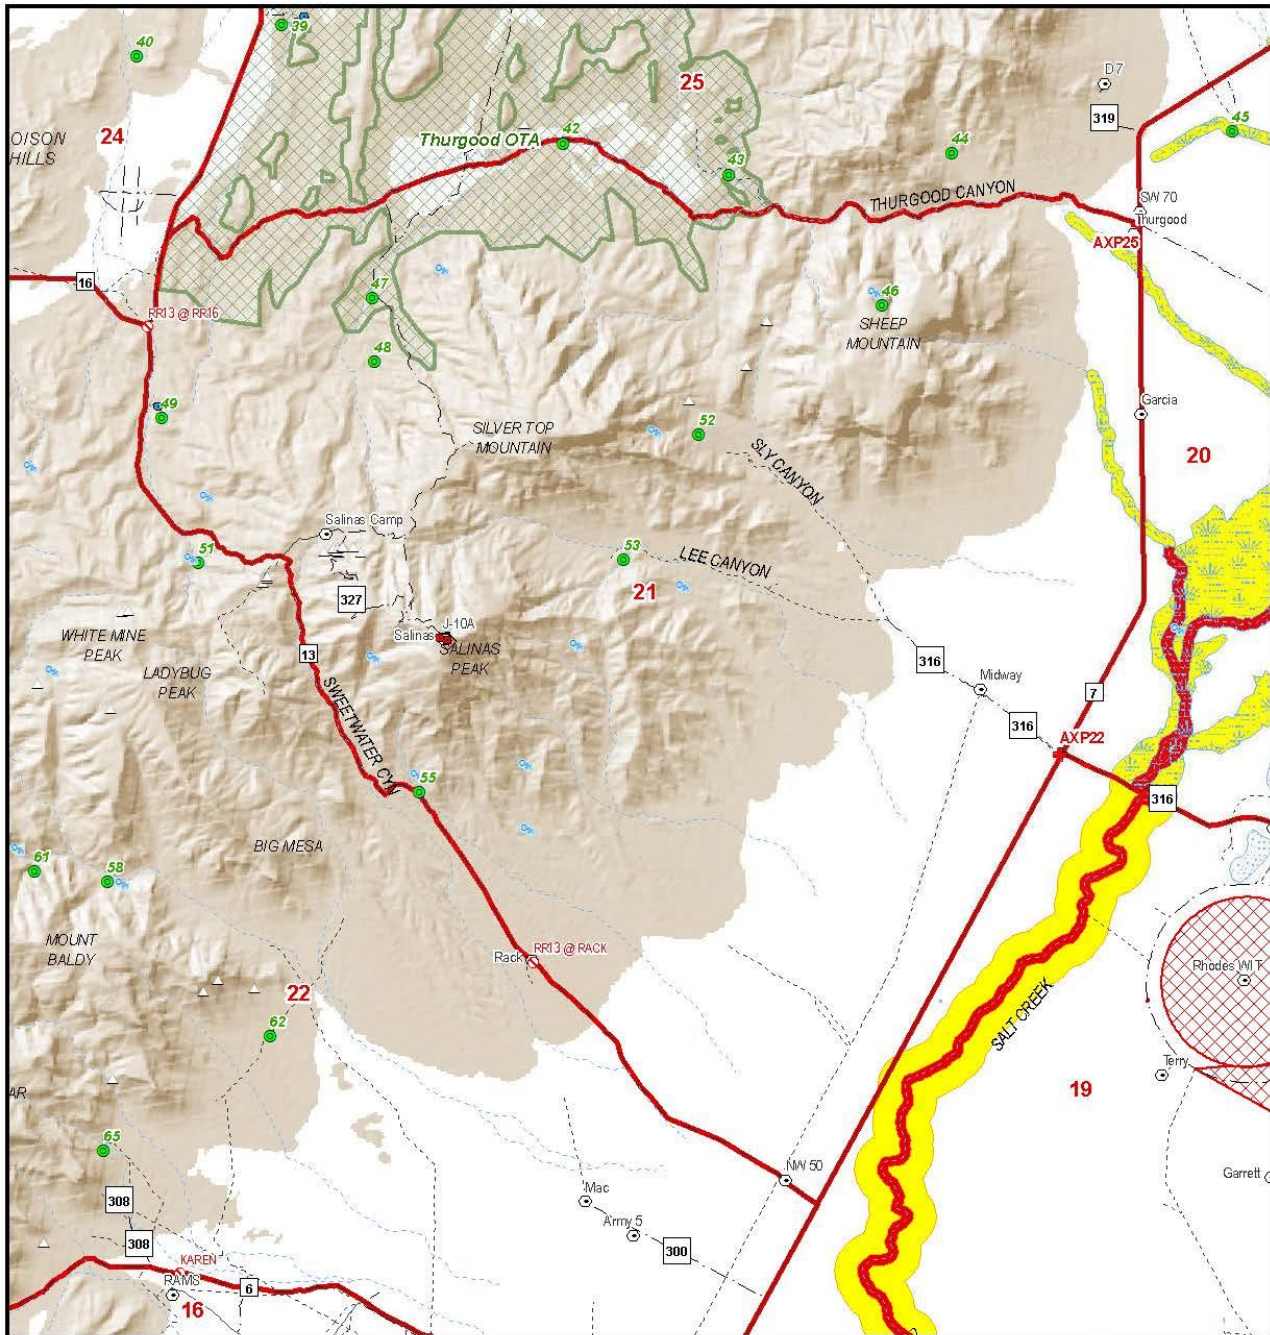 39
40
D 7
25
319
45
24
42
Thurgood OTA
44
OISON
HILLS
43
THURGOOD CANYON
SW 70
Thurgood
AXP25
16
47
46
RR13 @ RR16
SHEEP
MOUNTAIN
48
49
Garcia
52
SILVER TOP
MOUNTAIN
SLY CANYON
20
Salinas Camp
51
53
LEE CANYON
21
327
J-10A
Salinas
SALINAS
PEAK
WHITE MINE
PEAK
13
LADYBUG
PEAK
316
Midway
7
SWEETWATER CYN
316
AXP22
55
316
BIG MESA
61
58
MOUNT
BALDY
Rack
RR13 @ RACK
Rhodes WIT
22
62
SALT CREEK
Terry
19
AR
65
NW 50
Garrett
308
Mac
Army 5
308
300
KAREN
RAMS
6
16